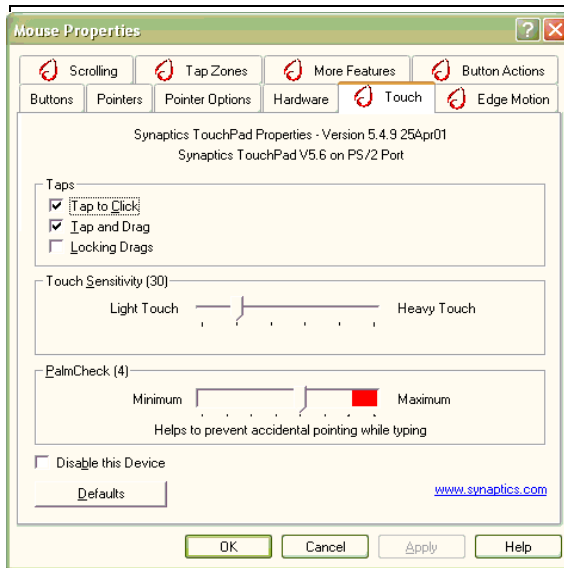 Mouse Properties
Scrolling Tap Zones More Features Button Actions
Buttons Pointers Pointer Options Hardware Touch Edge Motion
Synaptics TouchPad Properties - Version 5.4.9 25Apr01
Synaptics TouchPad V5.6 on PS/2 Port
Taps
Tap to Click
Tap and Drag
Locking Drags
Touch Sensitivity (30)
Light Touch Heavy Touch
PalmCheck (4)
Minimum Maximum
Helps to prevent accidental pointing while typing
Disable this Device
Defaults www.synaptics.com
OK Cancel Apply Help